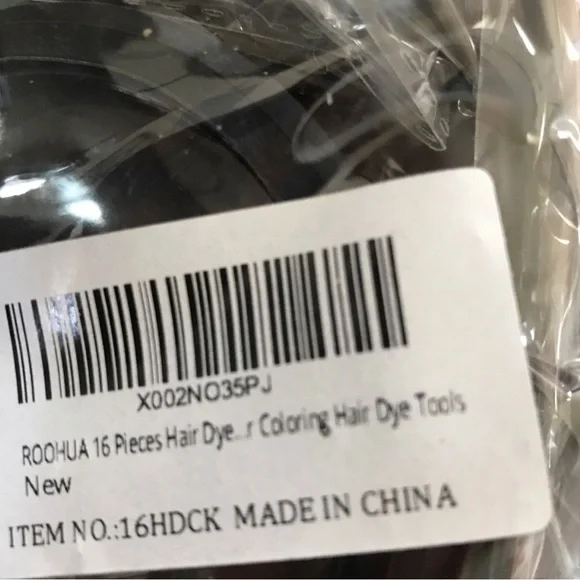 X002NO35PJ
ROOHUA 16 Pieces Hair Dye...r Coloring Hair Dye Tools
New
ITEM NO.:16HDCK MADE IN CHINA